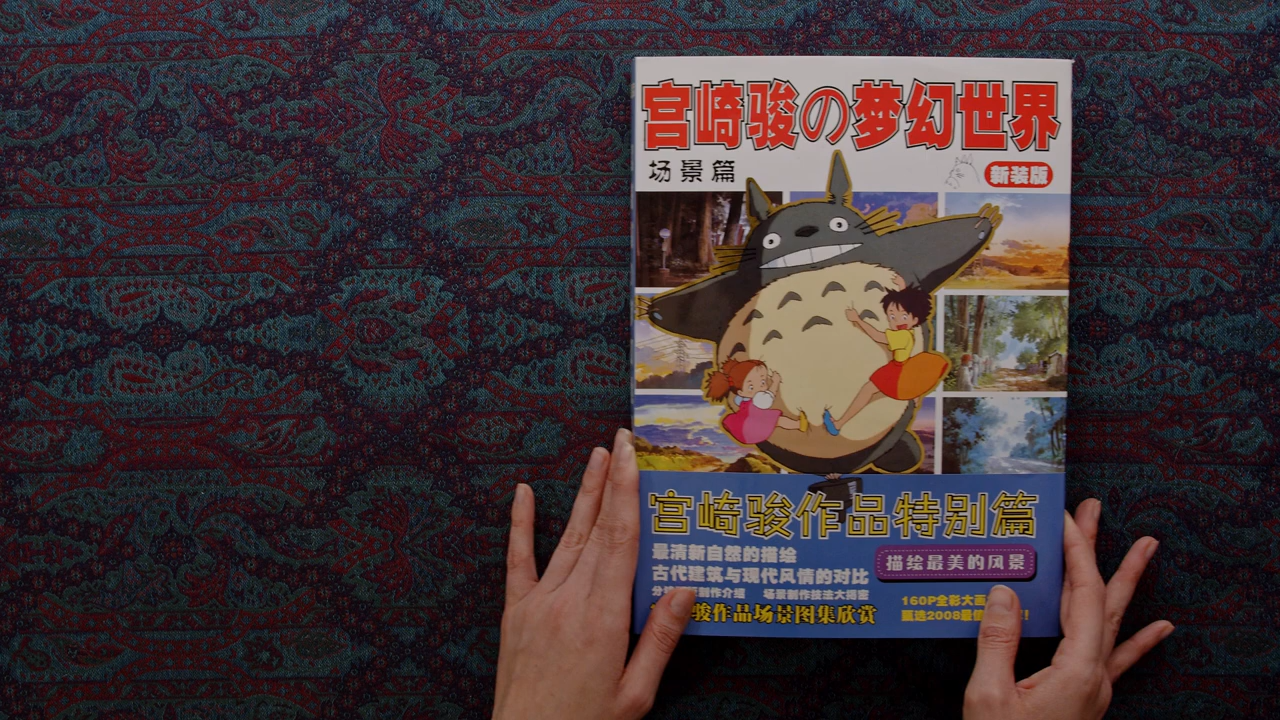 宫崎骏の梦幻世界
场景篇
新装版
宫崎骏作品特别篇
最清新自然的描绘
古代建筑与现代风情的对比
描绘最美的风景
制作介绍 场景制作技法大揭密
骏作品场景图集欣赏
160P全彩大画
甄选2008最佳